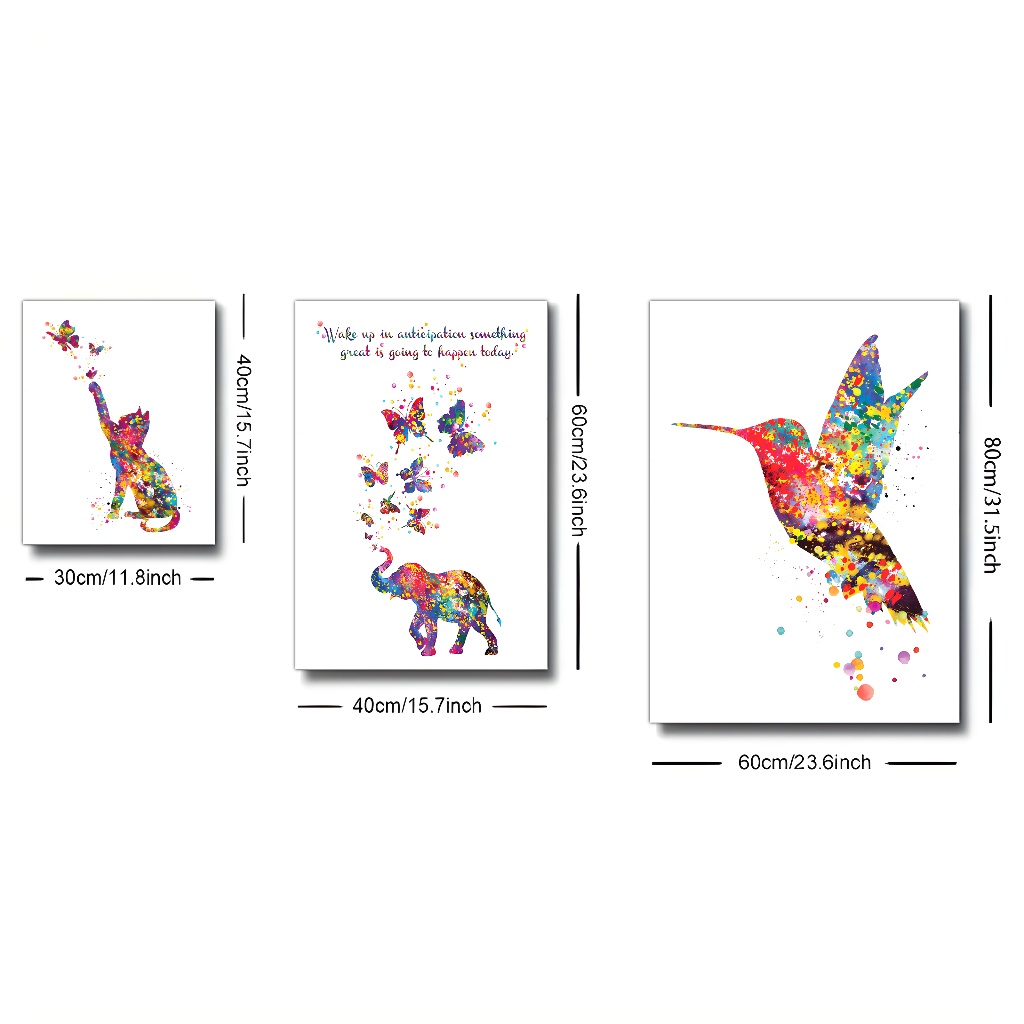 40cm/15.7inch
30cm/11.8inch
Wake up in anticipation something
great is going to happen today.
60cm/23.6inch
40cm/15.7inch
80cm/31.5inch
60cm/23.6inch